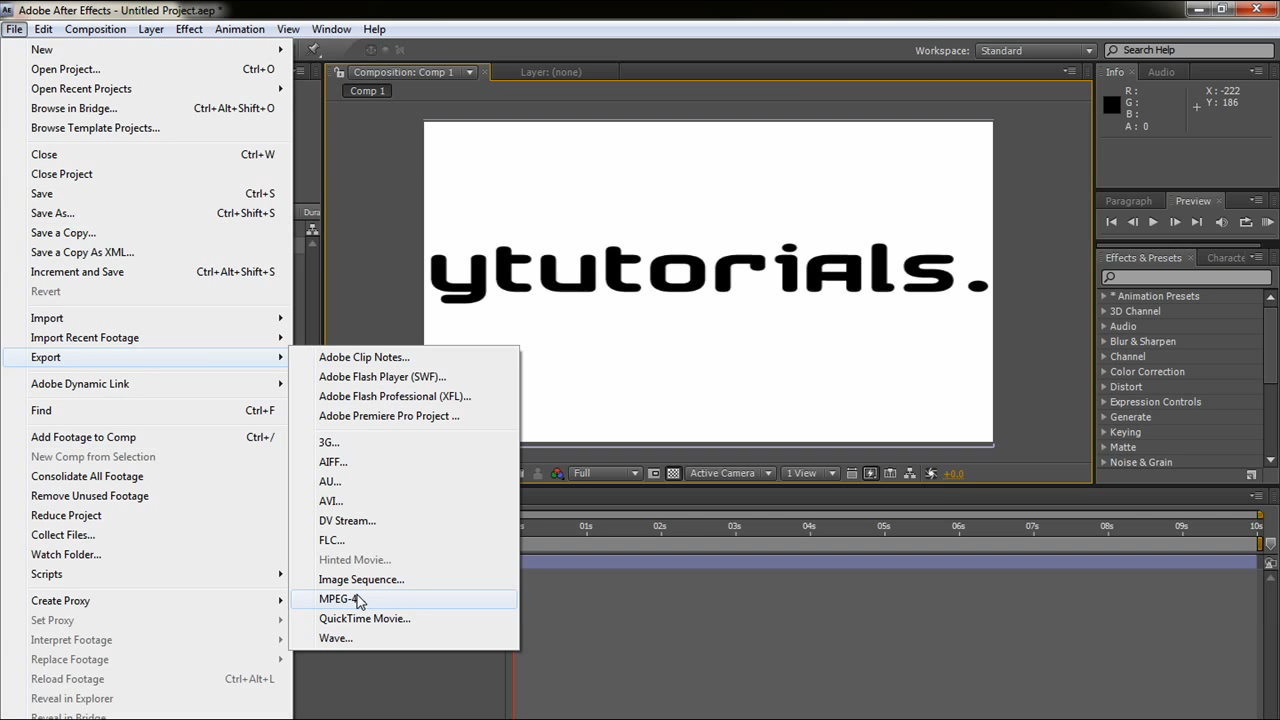 Ae Adobe After Effects - Untitled Project.aep *
File Edit Composition Layer Effect Animation View Window Help
Workspace: Standard Search Help
Composition: Comp 1 Layer: (none) Info Audio
Comp 1
R:
G:
B:
A: 0
X: -222
Y: 186
New
Open Project... Ctrl+O
Open Recent Projects
Browse in Bridge... Ctrl+Alt+Shift+O
Browse Template Projects...
Close Ctrl+W
Close Project
Save Ctrl+S
Save As... Ctrl+Shift+S
Save a Copy...
Save a Copy As XML...
Increment and Save Ctrl+Alt+Shift+S
Revert
Import
Import Recent Footage
Export
Adobe Dynamic Link
Find Ctrl+F
Add Footage to Comp Ctrl+/
New Comp from Selection
Consolidate All Footage
Remove Unused Footage
Reduce Project
Collect Files...
Watch Folder...
Scripts
Create Proxy
Set Proxy
Interpret Footage
Replace Footage
Reload Footage Ctrl+Alt+L
Reveal in Explorer
Reveal in Bridge
Dura
Adobe Clip Notes...
Adobe Flash Player (SWF)...
Adobe Flash Professional (XFL)...
Adobe Premiere Pro Project ...
3G...
AIFF...
AU...
AVI...
DV Stream...
FLC...
Hinted Movie...
Image Sequence...
MPEG-4
QuickTime Movie...
Wave...
ytutorials.
Full Active Camera 1 View +0.0
01s 02s 03s 04s 05s 06s 07s 08s 09s 10s
Paragraph Preview
Effects & Presets Characte
* Animation Presets
3D Channel
Audio
Blur & Sharpen
Channel
Color Correction
Distort
Expression Controls
Generate
Keying
Matte
Noise & Grain